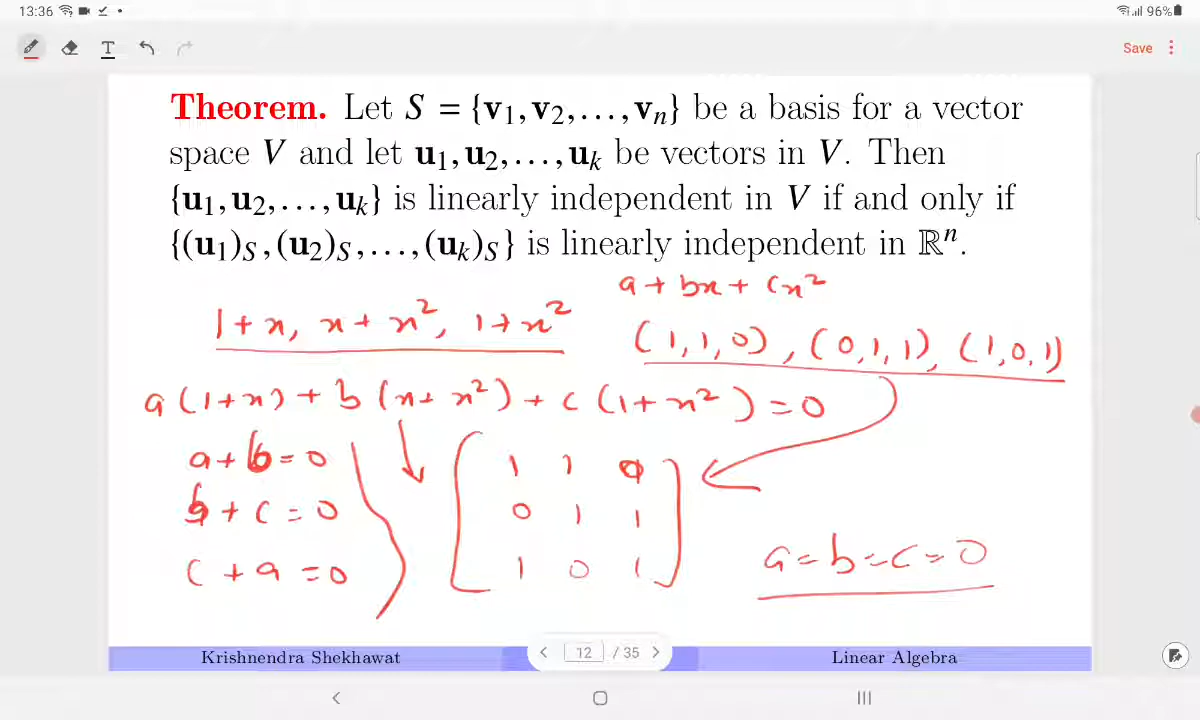 13:36 96%
T Save
Theorem. Let S = {v₁, v₂, ..., vₙ} be a basis for a vector
space V and let u₁, u₂, ..., uₖ be vectors in V. Then
{u₁, u₂, ..., uₖ} is linearly independent in V if and only if
{(u₁)S, (u₂)S, ..., (uₖ)S} is linearly independent in ℝⁿ.
a + bx + cx²
1+x, x+x², 1+x²
(1,1,0), (0,1,1), (1,0,1)
a(1+x) + b(x+x²) + c(1+x²) = 0
a+b=0
b+c=0
c+a=0
1 1 0
0 1 1
1 0 1
a=b=c=0
Krishnendra Shekhawat
< 12 / 35 >
Linear Algebra